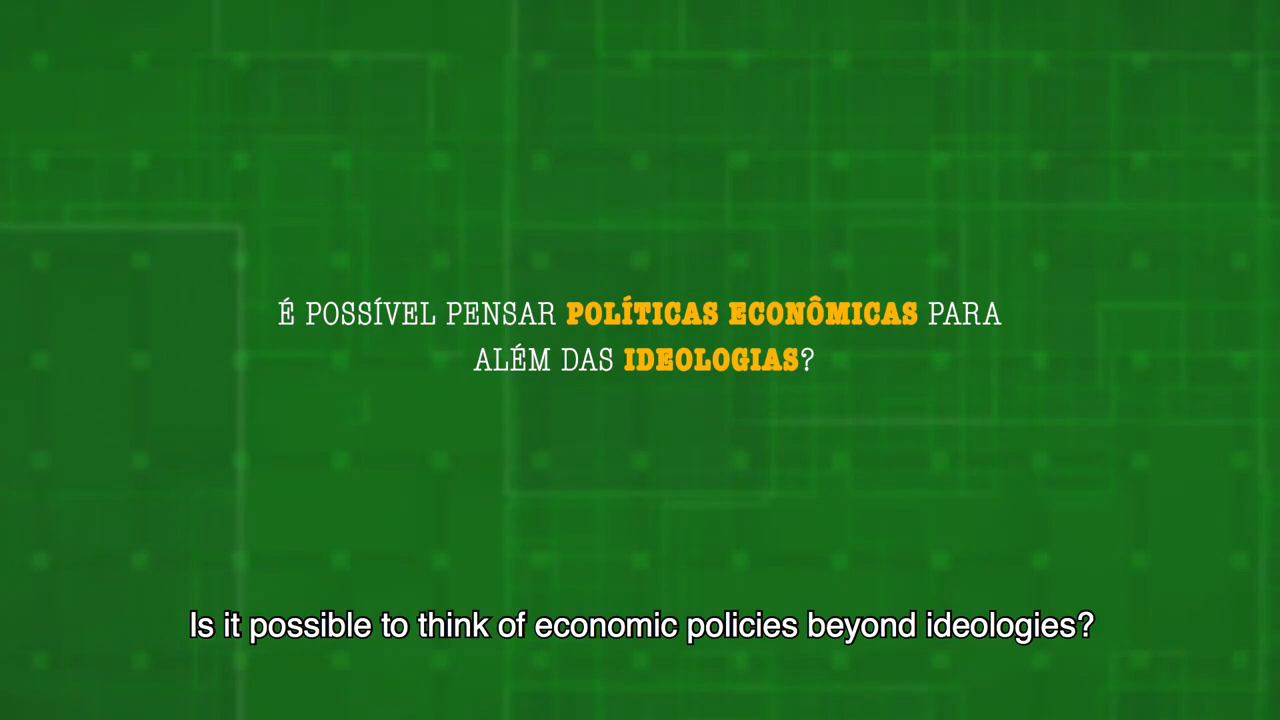 É POSSÍVEL PENSAR POLÍTICAS ECONÔMICAS PARA
ALÉM DAS IDEOLOGIAS?
Is it possible to think of economic policies beyond ideologies?